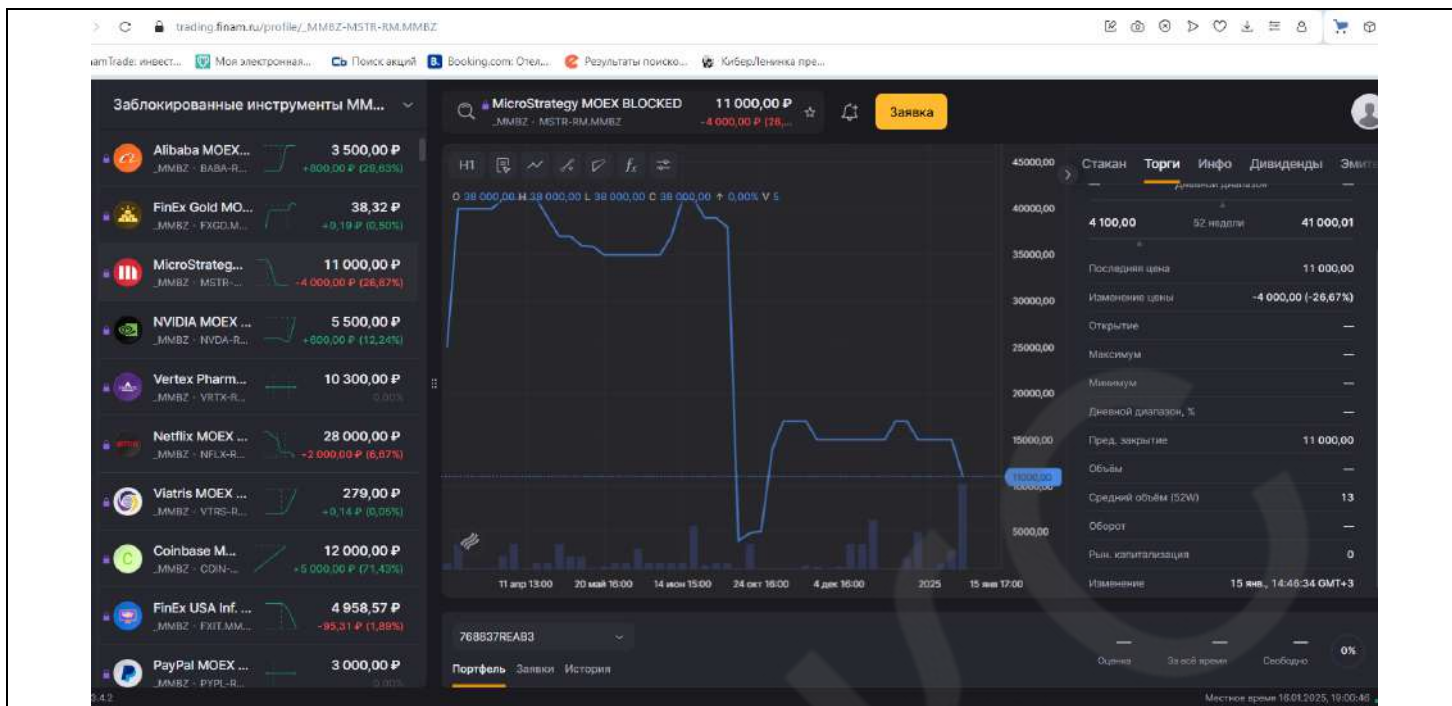 trading.finam.ru/profile/_MMBZ-MSTR-RM.MMBZ
amTrade: инвест... Моя электронная... Поиск акций Booking.com: Отел... Результаты поиско... КиберЛенинка пре...
Заблокированные инструменты MM...
MicroStrategy MOEX BLOCKED 11 000,00 ₽
_MMBZ · MSTR-RM.MMBZ -4 000,00 ₽ (26,...
Заявка
Alibaba MOEX... 3 500,00 ₽
_MMBZ · BABA-R... +800,00 ₽ (29,63%)
FinEx Gold MO... 38,32 ₽
_MMBZ · FXGD.M... +0,19 ₽ (0,50%)
MicroStrateg... 11 000,00 ₽
_MMBZ · MSTR-... -4 000,00 ₽ (26,67%)
NVIDIA MOEX ... 5 500,00 ₽
_MMBZ · NVDA-R... +600,00 ₽ (12,24%)
Vertex Pharm... 10 300,00 ₽
_MMBZ · VRTX-R... 0,00%
Netflix MOEX ... 28 000,00 ₽
_MMBZ · NFLX-R... -2 000,00 ₽ (6,67%)
Viatris MOEX ... 279,00 ₽
_MMBZ · VTRS-R... +0,14 ₽ (0,05%)
Coinbase M... 12 000,00 ₽
_MMBZ · COIN-... +5 000,00 ₽ (71,43%)
FinEx USA Inf. ... 4 958,57 ₽
_MMBZ · FXIT.MM... -95,31 ₽ (1,89%)
PayPal MOEX ... 3 000,00 ₽
_MMBZ · PYPL-R... 0,00%
3.4.2
H1
O 38 000,00 H 38 000,00 L 38 000,00 C 38 000,00 ↑ 0,00% V 5
45000,00
40000,00
35000,00
30000,00
25000,00
20000,00
15000,00
11000,00
10000,00
5000,00
11 апр 13:00 20 май 16:00 14 июн 15:00 24 окт 16:00 4 дек 16:00 2025 15 янв 17:00
Стакан Торги Инфо Дивиденды Эмит
— Дневной диапазон —
4 100,00 52 недели 41 000,01
Последняя цена 11 000,00
Изменение цены -4 000,00 (-26,67%)
Открытие —
Максимум —
Минимум —
Дневной диапазон, % —
Пред. закрытие 11 000,00
Объём —
Средний объём (52W) 13
Оборот —
Рын. капитализация 0
Изменение 15 янв., 14:46:34 GMT+3
768837REAB3
Портфель Заявки История
— — —
Оценка За всё время Свободно 0%
Местное время 16.01.2025, 19:00:46